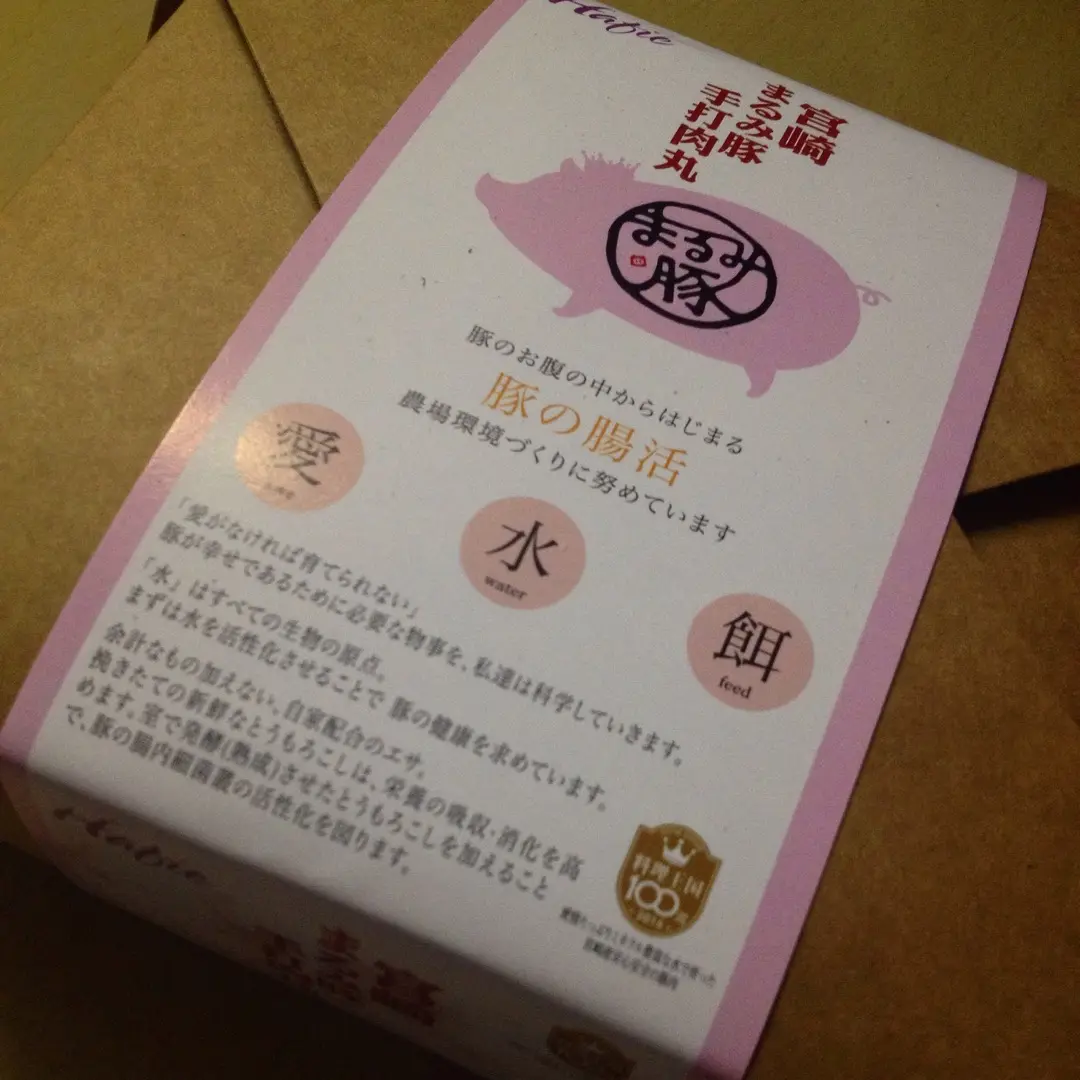 宮崎
まるみ豚
手打肉丸
まるみ
豚
豚のお腹の中からはじまる
豚の腸活
農場環境づくりに努めています
愛
水
water
餌
feed
「愛がなければ育てられない」
豚が幸せであるために必要な物事を、私達は科学していきます。
「水」はすべての生物の原点。
まずは水を活性化させることで 豚の健康を求めています。
余計なもの加えない、自家配合のエサ。
挽きたての新鮮なとうもろこしは、栄養の吸収・消化を高
めます。室で発酵(熟成)させたとうもろこしを加えること
で、豚の腸内細菌叢の活性化を図ります。
料理王国
100選